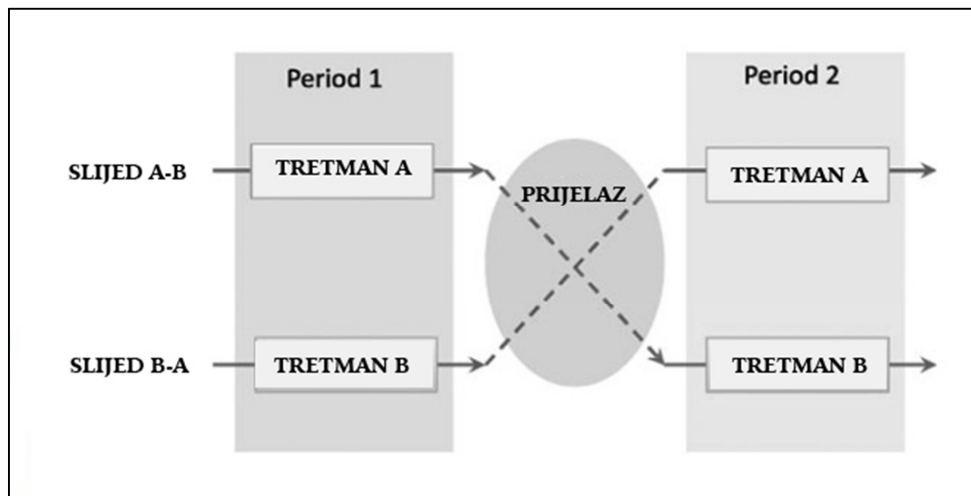 Period 1
Period 2
SLIJED A-B
TRETMAN A
PRIJELAZ
TRETMAN A
SLIJED B-A
TRETMAN B
TRETMAN B